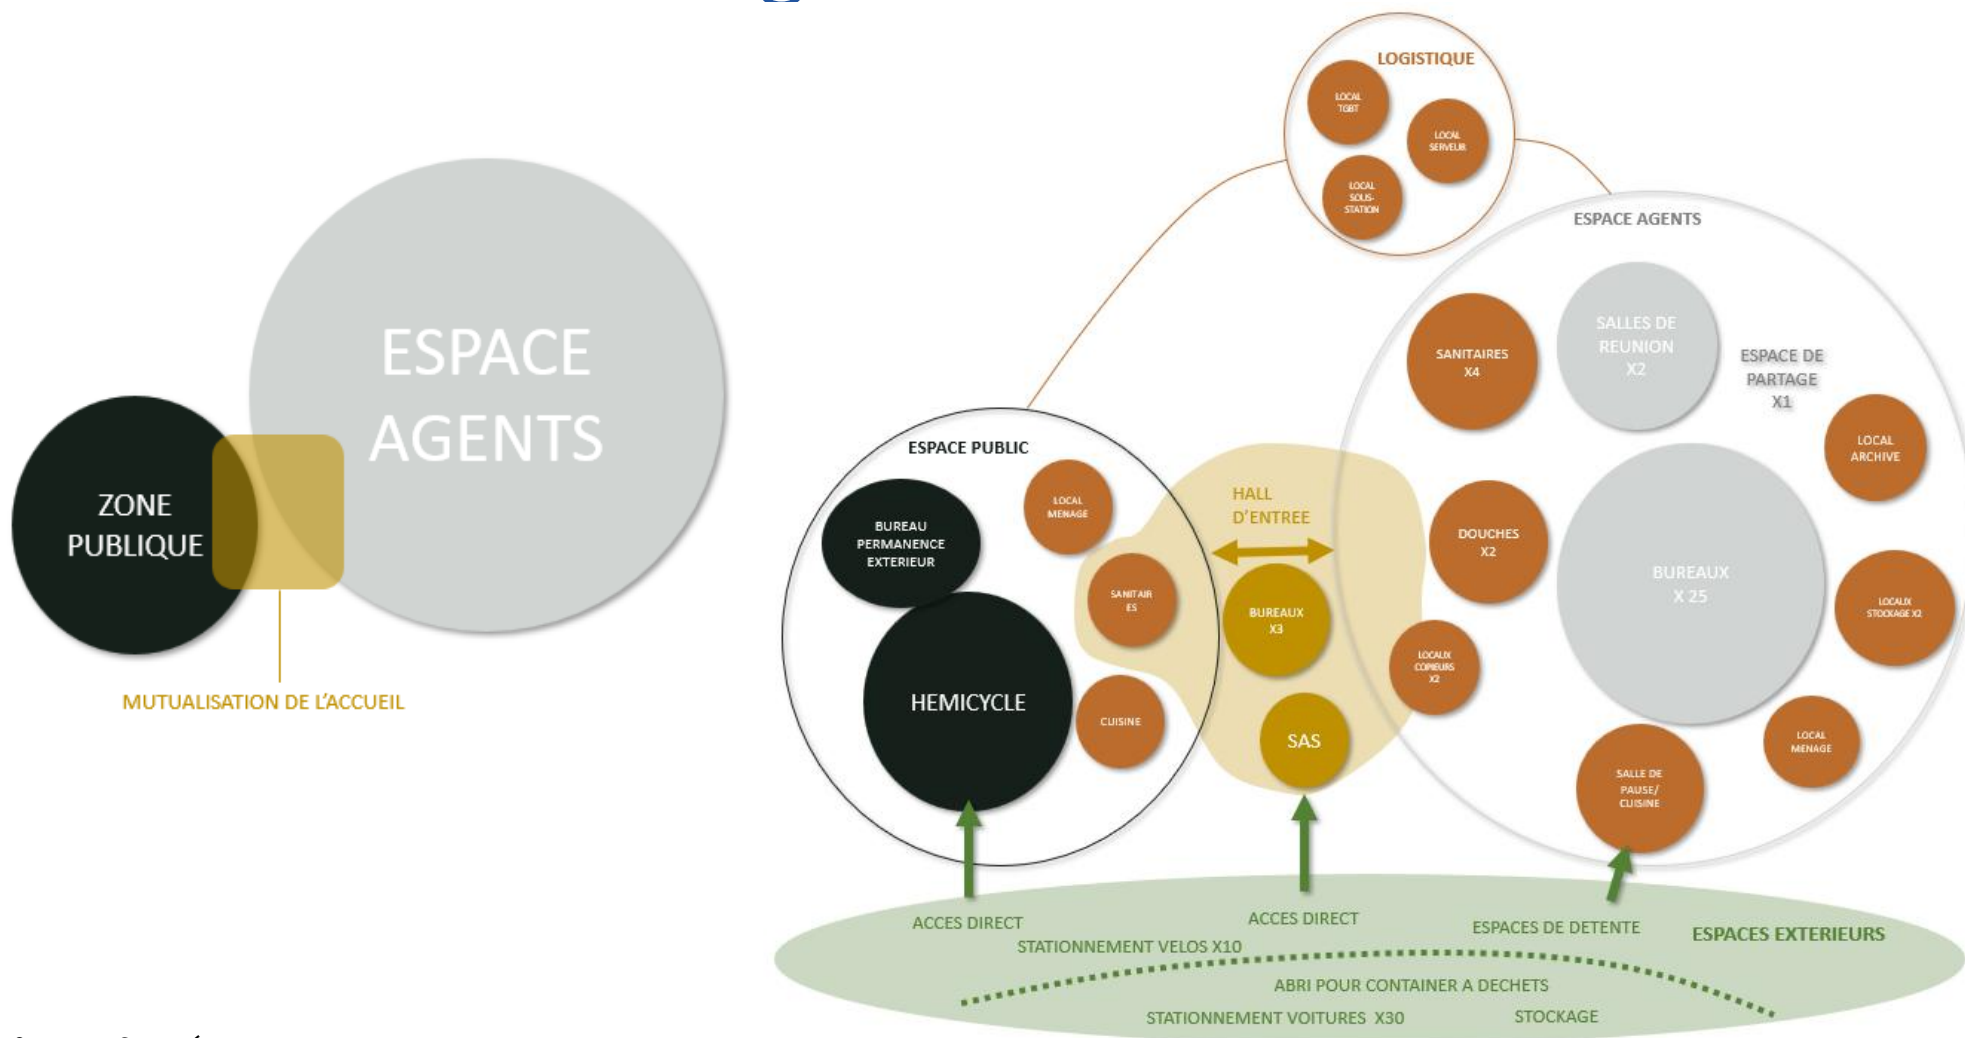 ZONE
PUBLIQUE
ESPACE
AGENTS
MUTUALISATION DE L'ACCUEIL
LOGISTIQUE
LOCAL
TGBT
LOCAL
SERVEUR
LOCAL
SOUS-
STATION
ESPACE PUBLIC
BUREAU
PERMANENCE
EXTERIEUR
LOCAL
MENAGE
SANITAIR
ES
HEMICYCLE
CUISINE
HALL
D'ENTREE
BUREAUX
X3
SAS
ESPACE AGENTS
SANITAIRES
X4
SALLES DE
REUNION
X2
ESPACE DE
PARTAGE
X1
LOCAL
ARCHIVE
DOUCHES
X2
BUREAUX
X 25
LOCAUX
STOCKAGE X2
LOCAUX
COPIEURS
X2
LOCAL
MENAGE
SALLE DE
PAUSE/
CUISINE
ACCES DIRECT
ACCES DIRECT
ESPACES DE DETENTE
ESPACES EXTERIEURS
STATIONNEMENT VELOS X10
ABRI POUR CONTAINER A DECHETS
STATIONNEMENT VOITURES X30
STOCKAGE